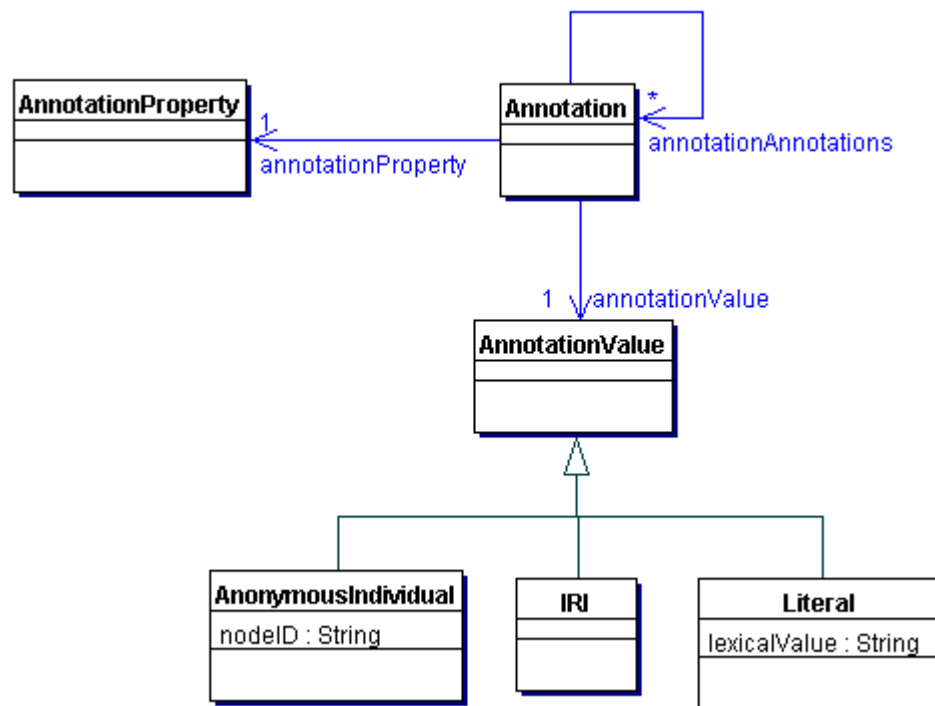 AnnotationProperty
Annotation
*
annotationAnnotations
1
annotationProperty
1
annotationValue
AnnotationValue
AnonymousIndividual
nodeID : String
IRI
Literal
lexicalValue : String